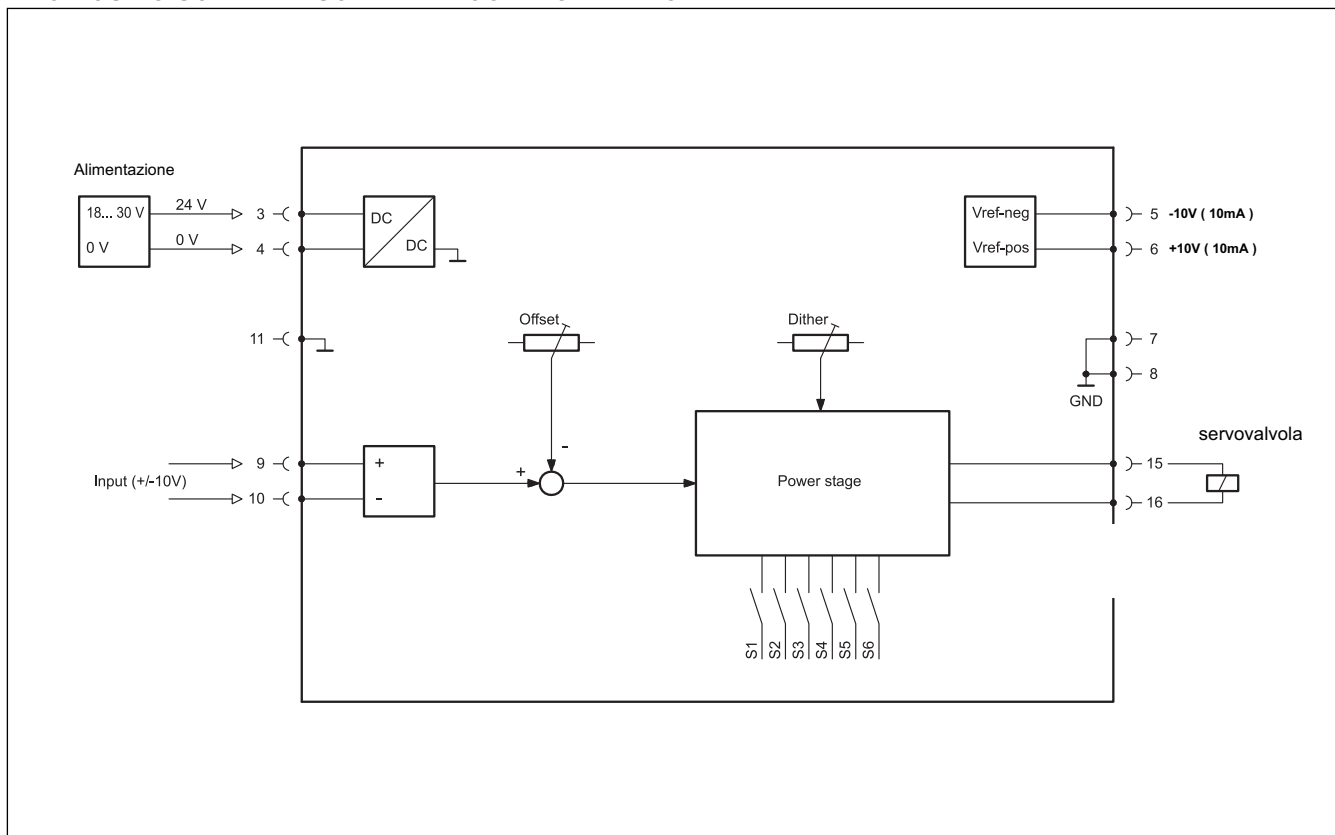 Alimentazione
18... 30 V
24 V
3
0 V
0 V
4
DC
DC
Vref-neg
5
-10V ( 10mA )
Vref-pos
6
+10V ( 10mA )
11
Offset
Dither
7
8
GND
-
servovalvola
Input (+/-10V)
9
10
+
-
+
Power stage
15
16
S1
S2
S3
S4
S5
S6